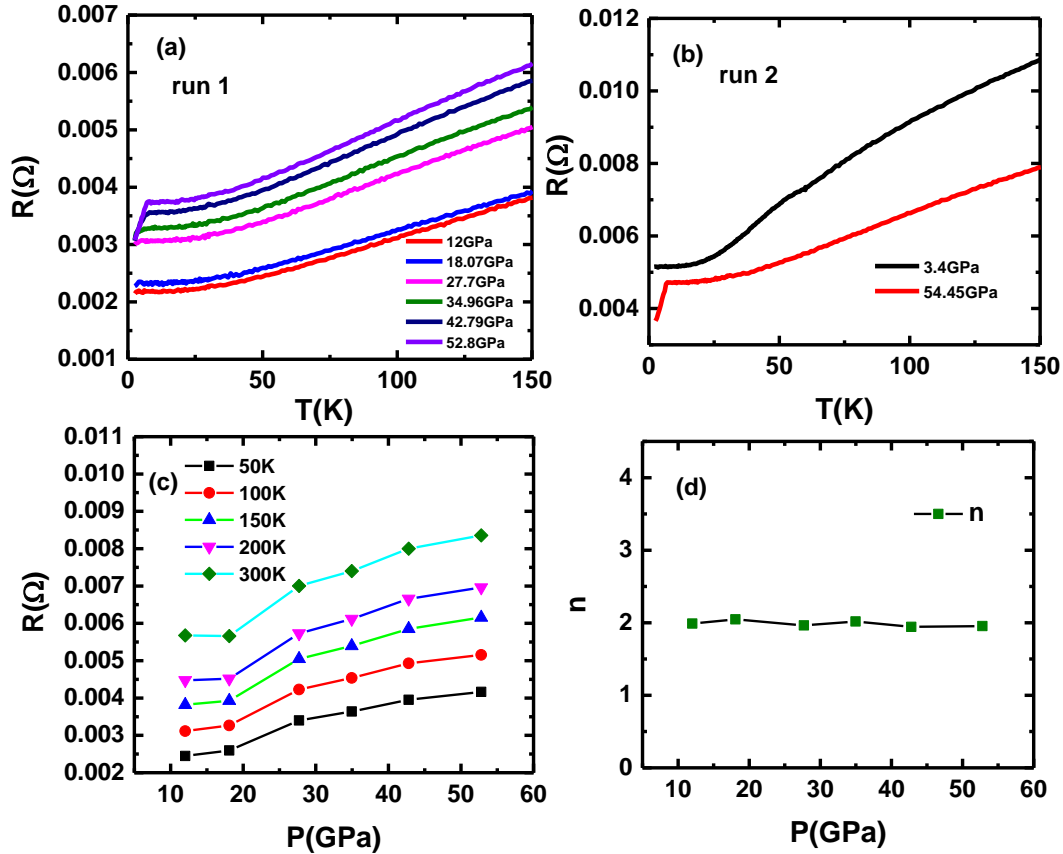 (a)
run 1
R(Ω)
0.007
0.006
0.005
0.004
0.003
0.002
0.001
12GPa
18.07GPa
27.7GPa
34.96GPa
42.79GPa
52.8GPa
0 50 100 150
T(K)
(b)
run 2
R(Ω)
0.012
0.010
0.008
0.006
0.004
3.4GPa
54.45GPa
0 50 100 150
T(K)
(c)
R(Ω)
0.011
0.010
0.009
0.008
0.007
0.006
0.005
0.004
0.003
0.002
50K
100K
150K
200K
300K
10 20 30 40 50 60
P(GPa)
(d)
n
n
4
3
2
1
0
10 20 30 40 50 60
P(GPa)